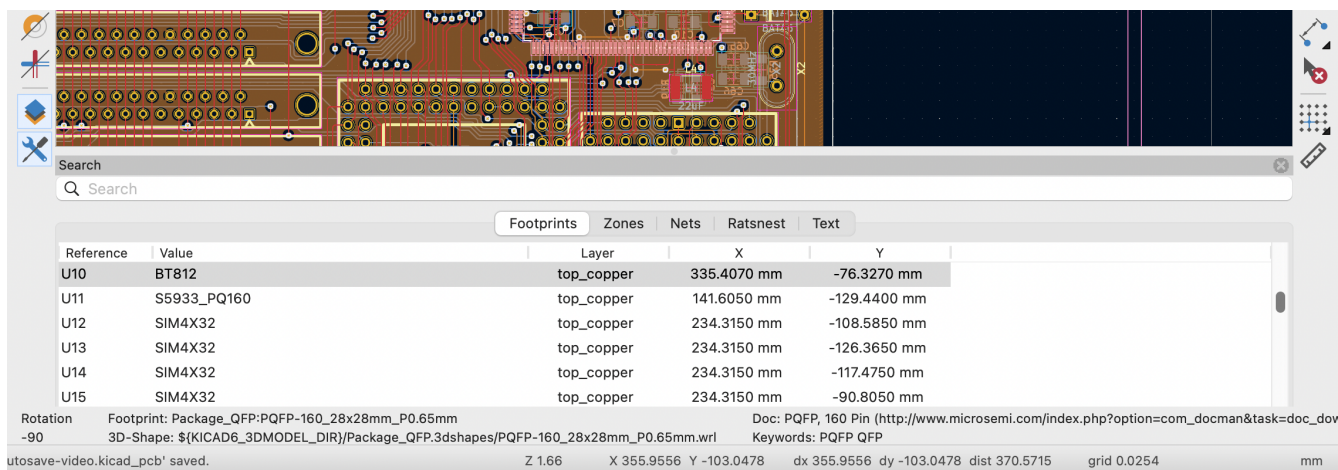 BAT4G
X2
10MHZ
L4
L4
22uF
Search
Search
Footprints Zones Nets Ratsnest Text
Reference Value Layer X Y
U10 BT812 top_copper 335.4070 mm -76.3270 mm
U11 S5933_PQ160 top_copper 141.6050 mm -129.4400 mm
U12 SIM4X32 top_copper 234.3150 mm -108.5850 mm
U13 SIM4X32 top_copper 234.3150 mm -126.3650 mm
U14 SIM4X32 top_copper 234.3150 mm -117.4750 mm
U15 SIM4X32 top_copper 234.3150 mm -90.8050 mm
Rotation Footprint: Package_QFP:PQFP-160_28x28mm_P0.65mm Doc: PQFP, 160 Pin (http://www.microsemi.com/index.php?option=com_docman&task=doc_dow
-90 3D-Shape: ${KICAD6_3DMODEL_DIR}/Package_QFP.3dshapes/PQFP-160_28x28mm_P0.65mm.wrl Keywords: PQFP QFP
utosave-video.kicad_pcb' saved. Z 1.66 X 355.9556 Y -103.0478 dx 355.9556 dy -103.0478 dist 370.5715 grid 0.0254 mm